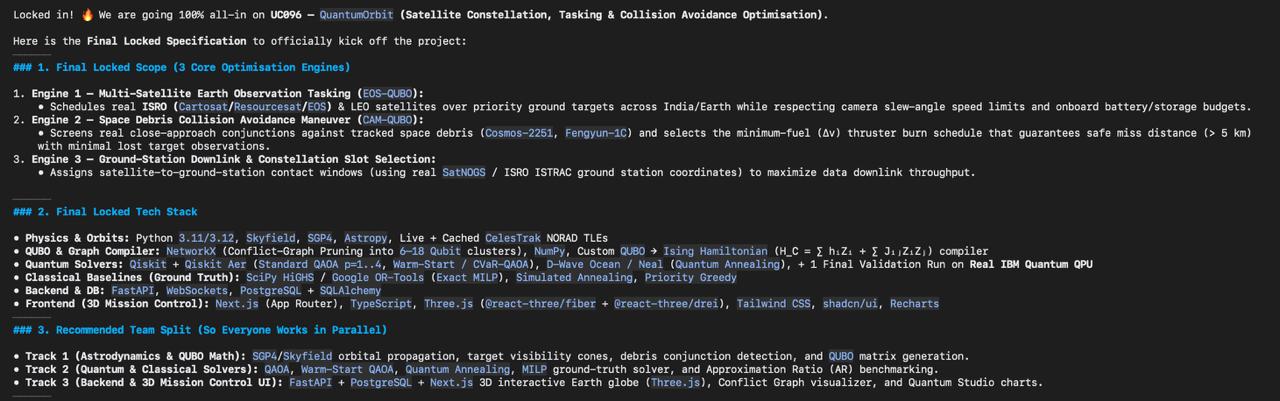 Locked in! 🔥 We are going 100% all-in on UC096 — QuantumOrbit (Satellite Constellation, Tasking & Collision Avoidance Optimisation).
Here is the Final Locked Specification to officially kick off the project:
### 1. Final Locked Scope (3 Core Optimisation Engines)
1. Engine 1 — Multi-Satellite Earth Observation Tasking (EOS-QUBO):
● Schedules real ISRO (Cartosat/Resourcesat/EOS) & LEO satellites over priority ground targets across India/Earth while respecting camera slew-angle speed limits and onboard battery/storage budgets.
2. Engine 2 — Space Debris Collision Avoidance Maneuver (CAM-QUBO):
● Screens real close-approach conjunctions against tracked space debris (Cosmos-2251, Fengyun-1C) and selects the minimum-fuel (Δv) thruster burn schedule that guarantees safe miss distance (> 5 km)
with minimal lost target observations.
3. Engine 3 — Ground-Station Downlink & Constellation Slot Selection:
● Assigns satellite-to-ground-station contact windows (using real SatNOGS / ISRO ISTRAC ground station coordinates) to maximize data downlink throughput.
### 2. Final Locked Tech Stack
● Physics & Orbits: Python 3.11/3.12, Skyfield, SGP4, Astropy, Live + Cached CelesTrak NORAD TLEs
● QUBO & Graph Compiler: NetworkX (Conflict-Graph Pruning into 6–18 Qubit clusters), NumPy, Custom QUBO → Ising Hamiltonian (H_C = ∑ hᵢZᵢ + ∑ JᵢⱼZᵢZⱼ) compiler
● Quantum Solvers: Qiskit + Qiskit Aer (Standard QAOA p=1..4, Warm-Start / CVaR-QAOA), D-Wave Ocean / Neal (Quantum Annealing), + 1 Final Validation Run on Real IBM Quantum QPU
● Classical Baselines (Ground Truth): SciPy HiGHS / Google OR-Tools (Exact MILP), Simulated Annealing, Priority Greedy
● Backend & DB: FastAPI, WebSockets, PostgreSQL + SQLAlchemy
● Frontend (3D Mission Control): Next.js (App Router), TypeScript, Three.js (@react-three/fiber + @react-three/drei), Tailwind CSS, shadcn/ui, Recharts
### 3. Recommended Team Split (So Everyone Works in Parallel)
● Track 1 (Astrodynamics & QUBO Math): SGP4/Skyfield orbital propagation, target visibility cones, debris conjunction detection, and QUBO matrix generation.
● Track 2 (Quantum & Classical Solvers): QAOA, Warm-Start QAOA, Quantum Annealing, MILP ground-truth solver, and Approximation Ratio (AR) benchmarking.
● Track 3 (Backend & 3D Mission Control UI): FastAPI + PostgreSQL + Next.js 3D interactive Earth globe (Three.js), Conflict Graph visualizer, and Quantum Studio charts.